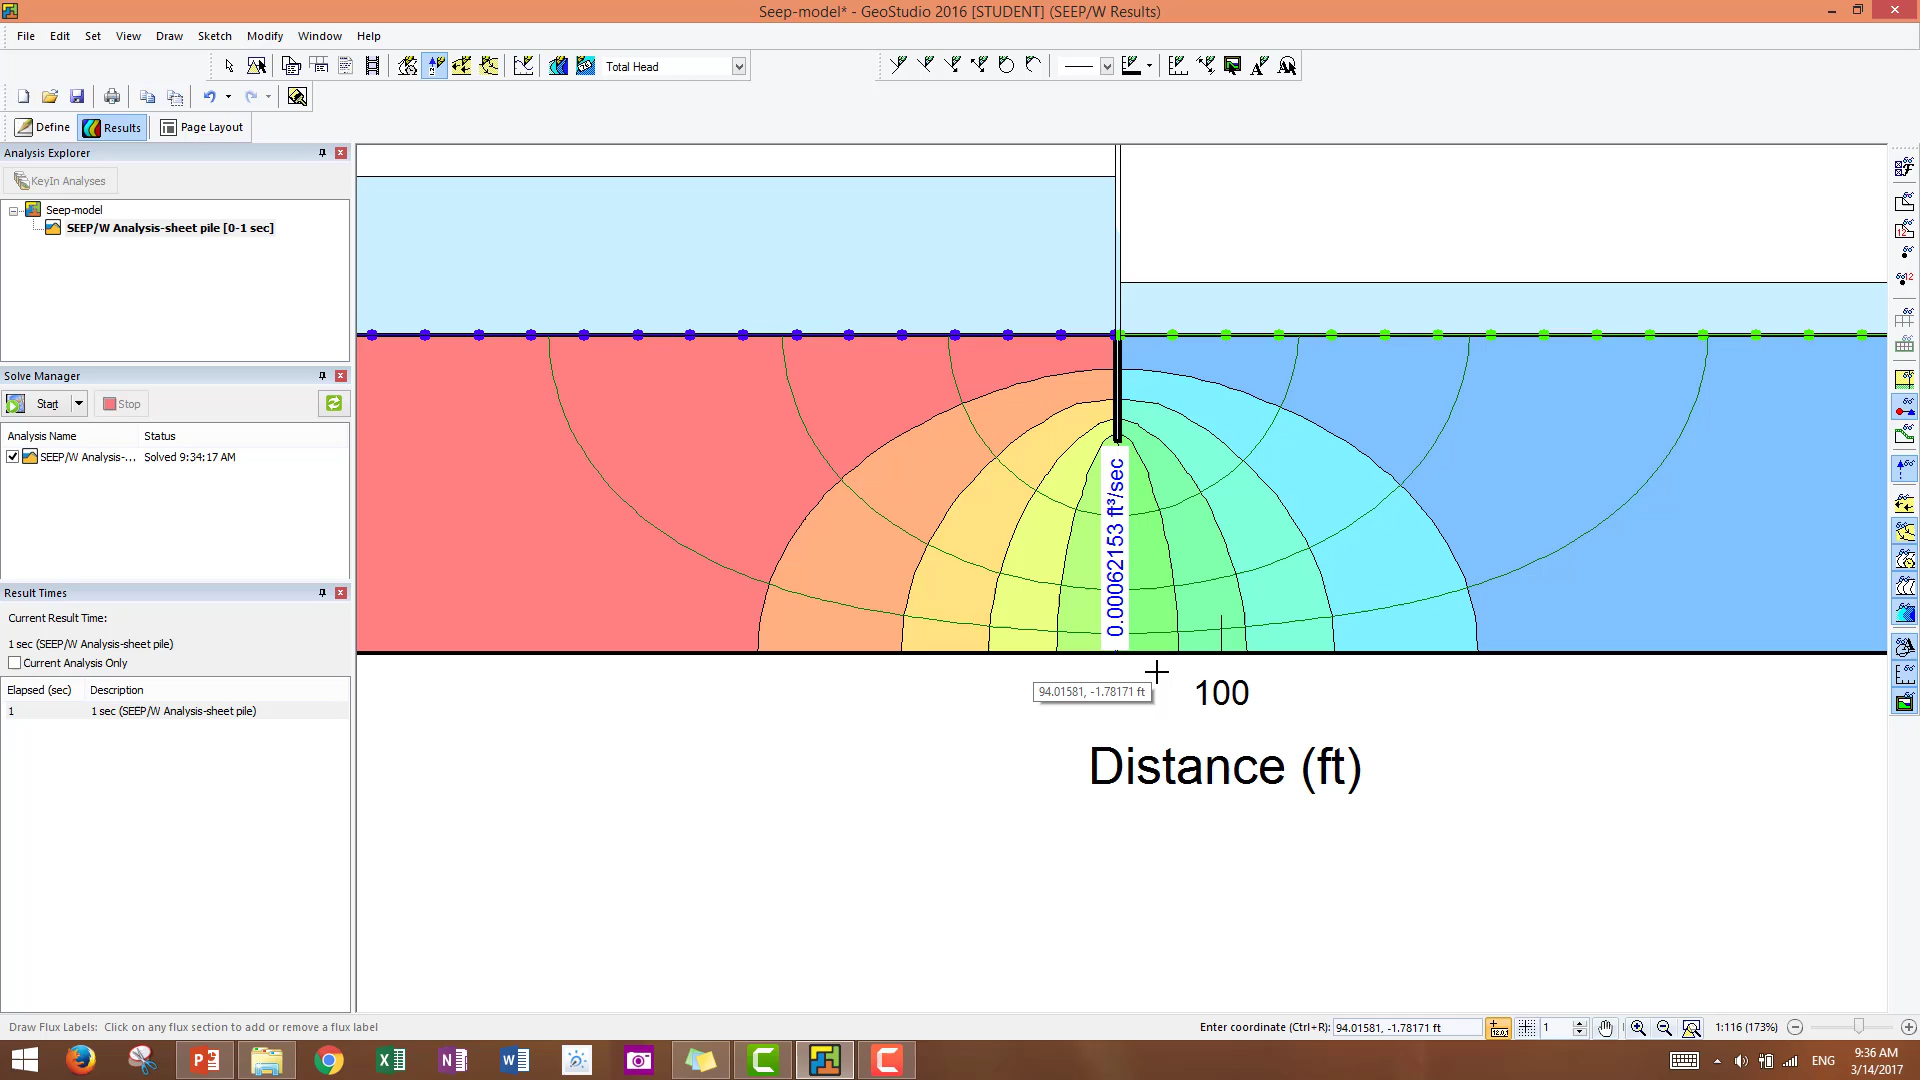 Seep-model* - GeoStudio 2016 [STUDENT] (SEEP/W Results)
File Edit Set View Draw Sketch Modify Window Help
Total Head
Define Results Page Layout
Analysis Explorer
KeyIn Analyses
Seep-model
SEEP/W Analysis-sheet pile [0-1 sec]
Solve Manager
Start Stop
Analysis Name Status
SEEP/W Analysis-... Solved 9:34:17 AM
Result Times
Current Result Time:
1 sec (SEEP/W Analysis-sheet pile)
Current Analysis Only
Elapsed (sec) Description
1 1 sec (SEEP/W Analysis-sheet pile)
0.00062153 ft³/sec
94.01581, -1.78171 ft
100
Distance (ft)
Draw Flux Labels: Click on any flux section to add or remove a flux label
Enter coordinate (Ctrl+R): 94.01581, -1.78171 ft 1 1:116 (173%)
ENG
9:36 AM
3/14/2017